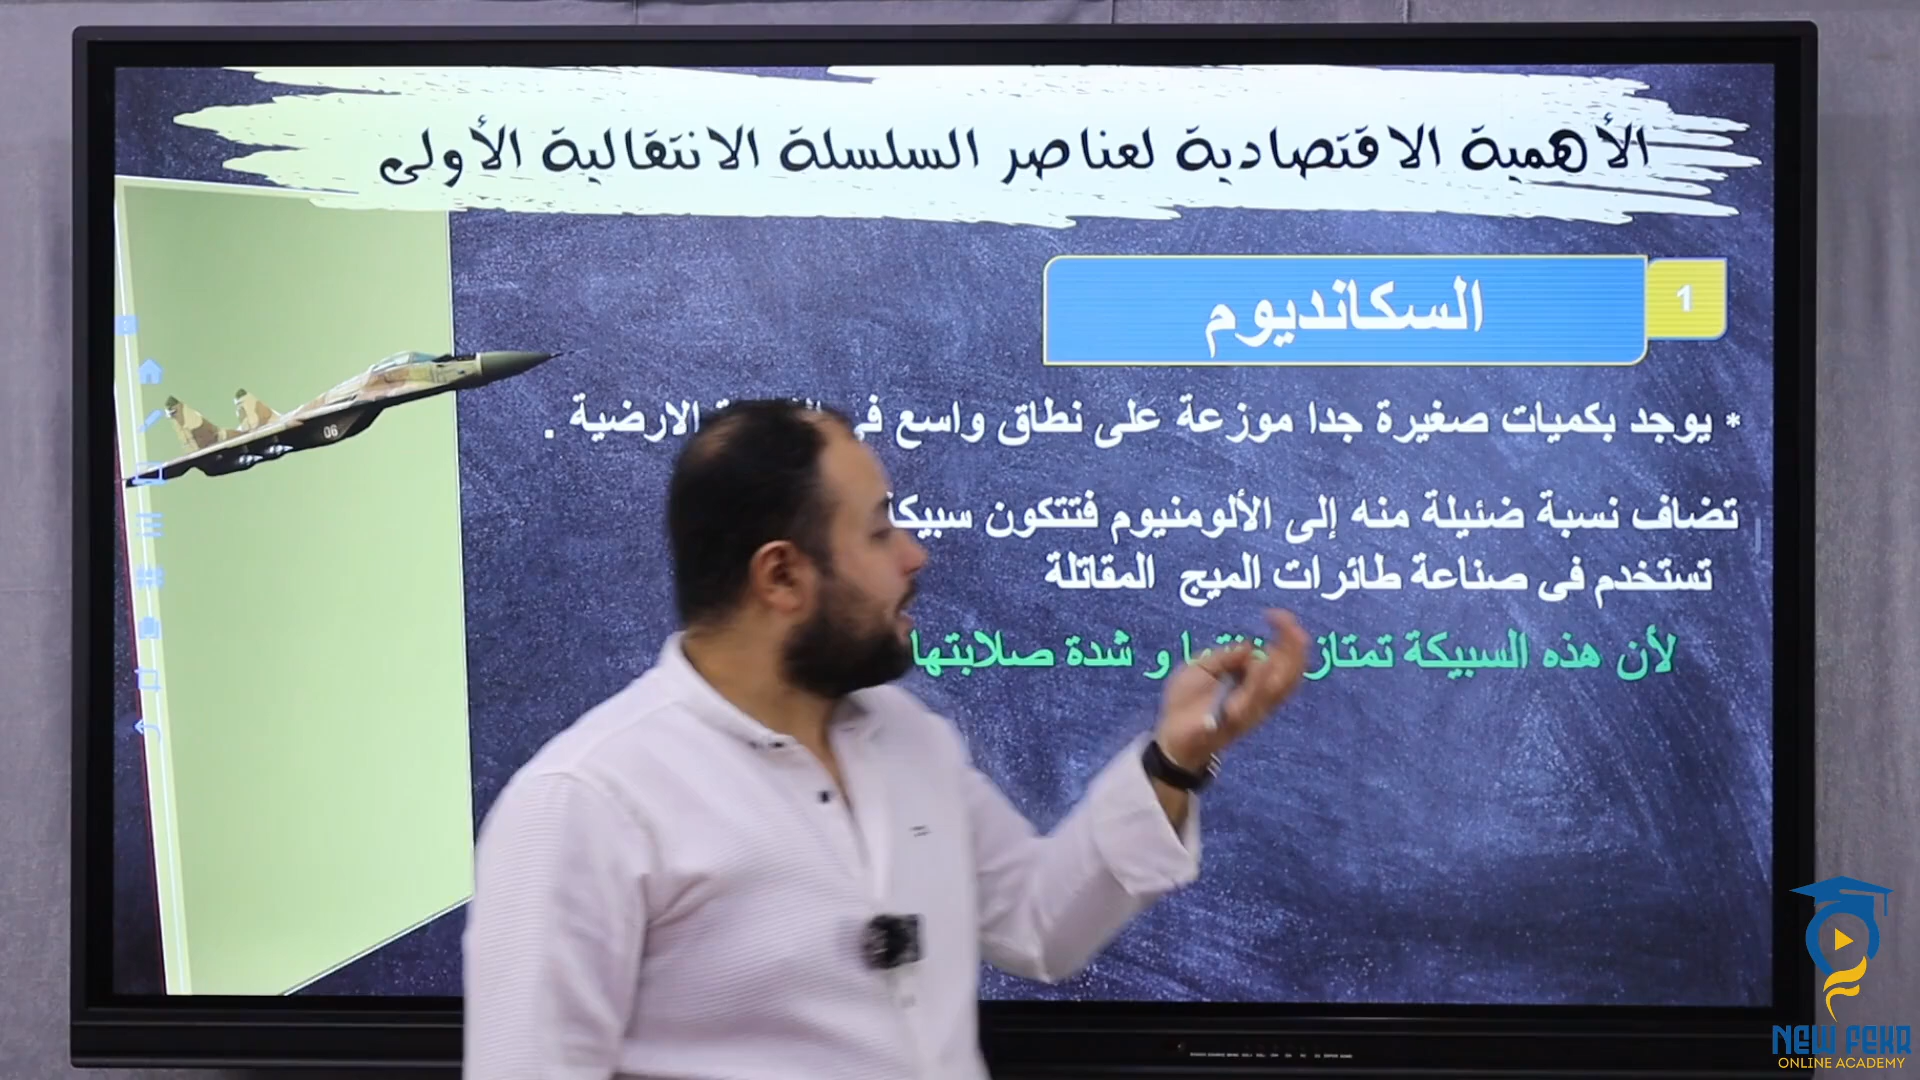 الأهمية الاقتصادية لعناصر السلسلة الانتقالية الأولى
1
السكانديوم
* يوجد بكميات صغيرة جدا موزعة على نطاق واسع فى الارضية .
تضاف نسبة ضئيلة منه إلى الألومنيوم فتتكون سبيكة
تستخدم فى صناعة طائرات الميج المقاتلة
لأن هذه السبيكة تمتاز و شدة صلابتها
06
NEW FEKR
ONLINE ACADEMY